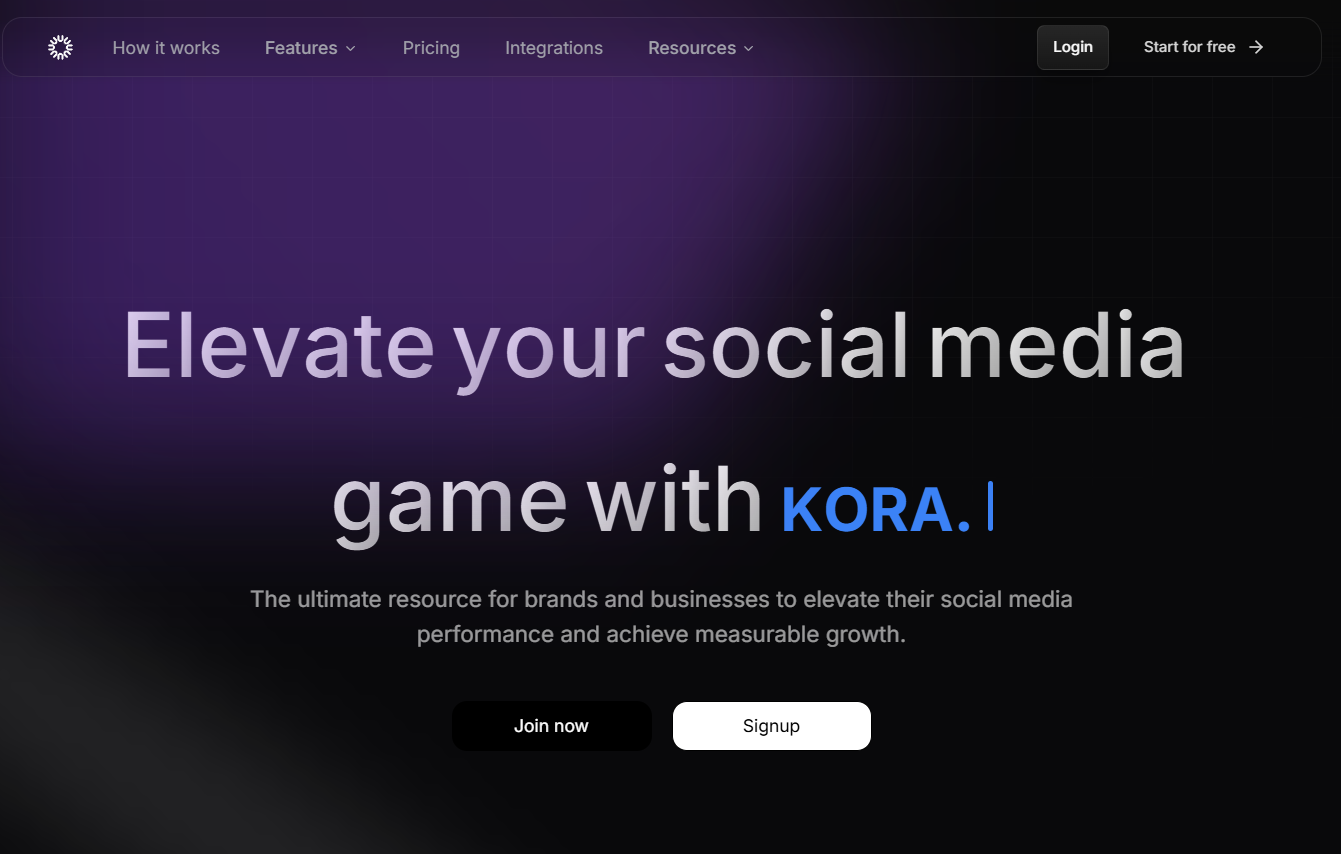 How it works Features Pricing Integrations Resources Login Start for free
Elevate your social media
game with KORA.
The ultimate resource for brands and businesses to elevate their social media
performance and achieve measurable growth.
Join now Signup